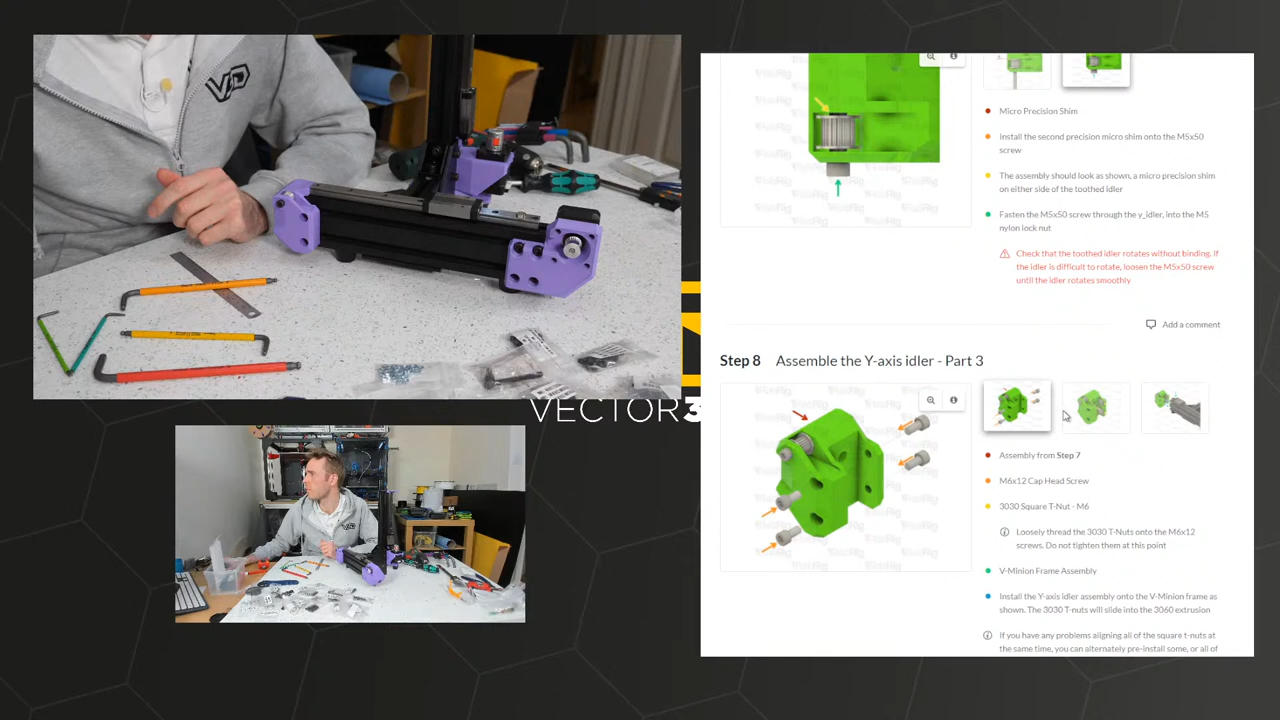 V3D
VECTOR3
Micro Precision Shim
Install the second precision micro shim onto the M5x50
screw
The assembly should look as shown, a micro precision shim
on either side of the toothed idler
Fasten the M5x50 screw through the y_idler, into the M5
nylon lock nut
Check that the toothed idler rotates without binding. If
the idler is difficult to rotate, loosen the M5x50 screw
until the idler rotates smoothly
Add a comment
Step 8 Assemble the Y-axis idler - Part 3
Assembly from Step 7
M6x12 Cap Head Screw
3030 Square T-Nut - M6
Loosely thread the 3030 T-Nuts onto the M6x12
screws. Do not tighten them at this point
V-Minion Frame Assembly
Install the Y-axis idler assembly onto the V-Minion frame as
shown. The 3030 T-nuts will slide into the 3060 extrusion
If you have any problems aligning all of the square t-nuts at
the same time, you can alternately pre-install some, or all of